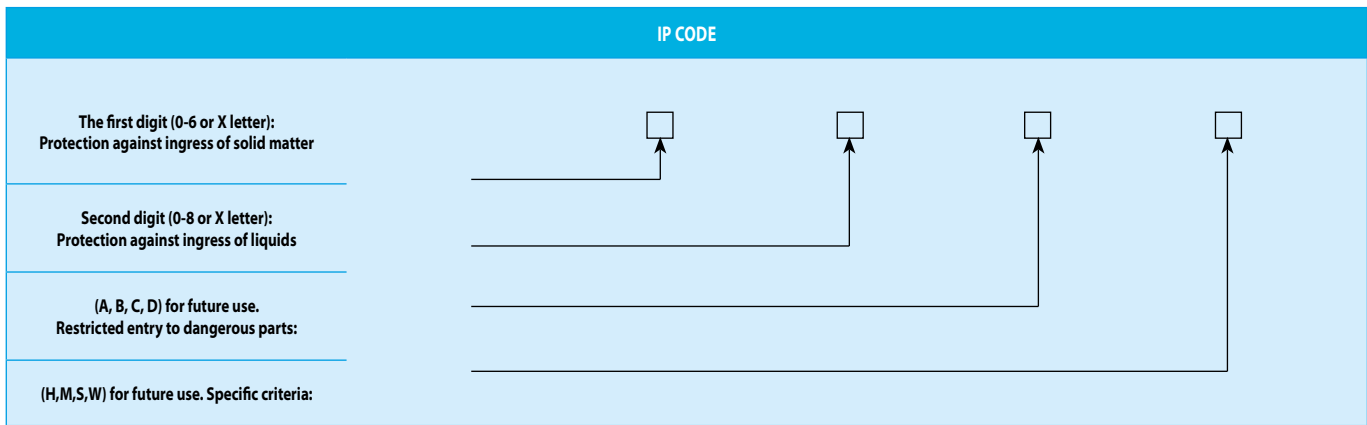 IP CODE
The first digit (0-6 or X letter):
Protection against ingress of solid matter
Second digit (0-8 or X letter):
Protection against ingress of liquids
(A, B, C, D) for future use.
Restricted entry to dangerous parts:
(H,M,S,W) for future use. Specific criteria: